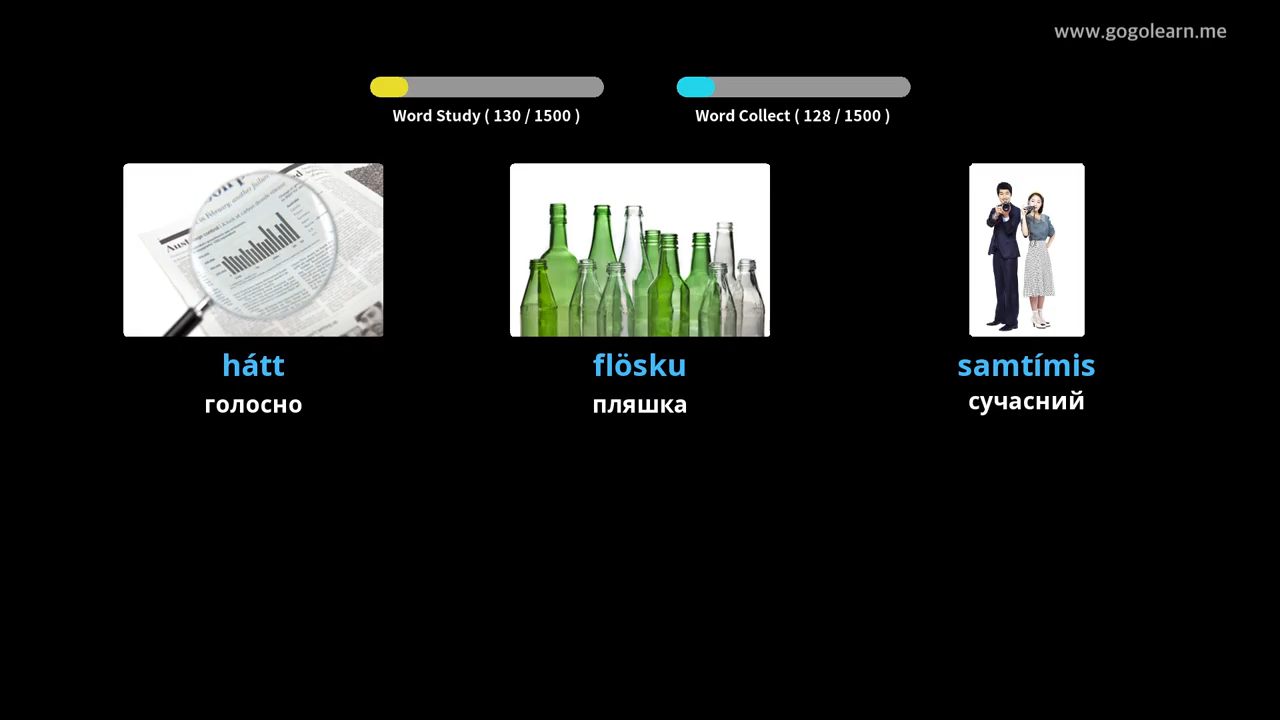 www.gogolearn.me
Word Study ( 130 / 1500 )
Word Collect ( 128 / 1500 )
hátt
flösku
samtímis
голосно
пляшка
сучасний